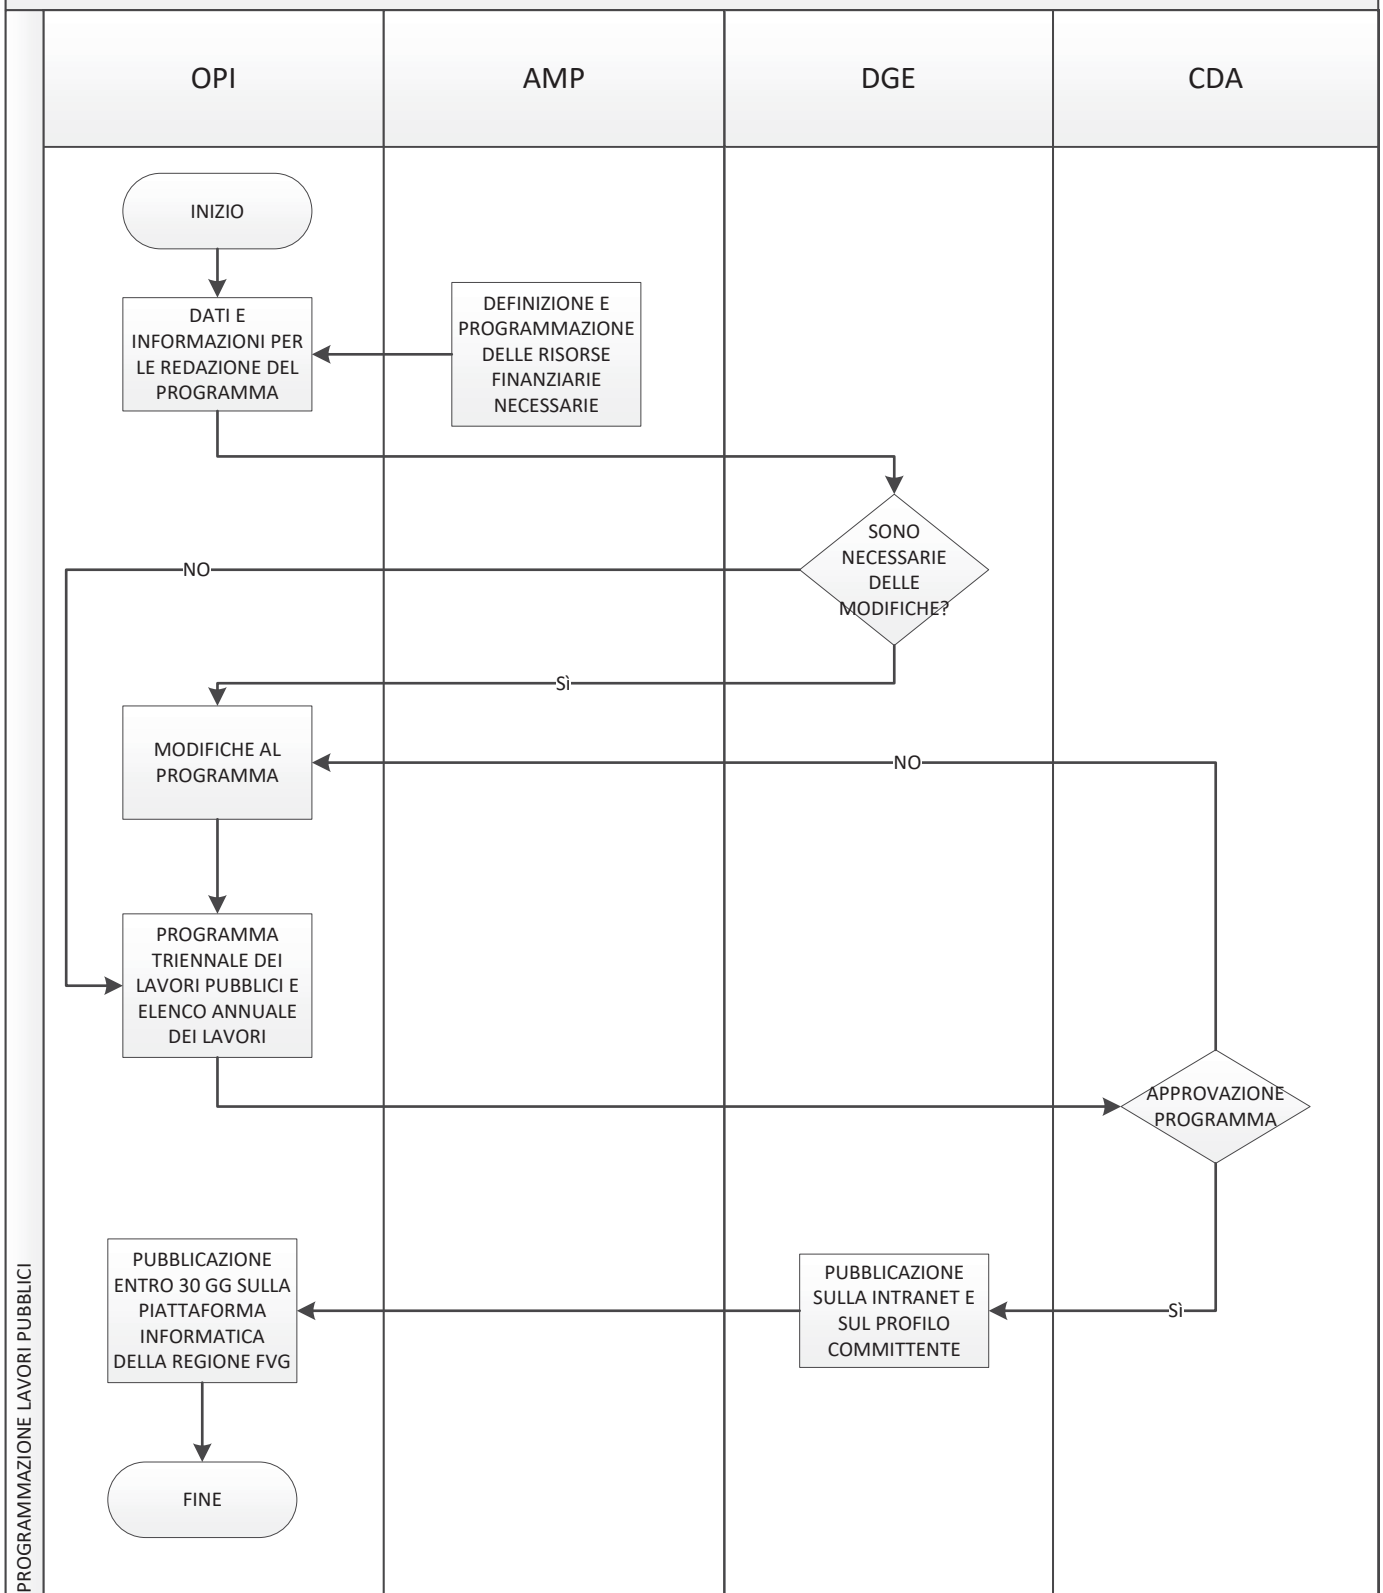 OPI
AMP
DGE
CDA
INIZIO
DATI E
INFORMAZIONI PER
LE REDAZIONE DEL
PROGRAMMA
DEFINIZIONE E
PROGRAMMAZIONE
DELLE RISORSE
FINANZIARIE
NECESSARIE
SONO
NECESSARIE
DELLE
MODIFICHE?
NO
Sì
MODIFICHE AL
PROGRAMMA
NO
PROGRAMMA
TRIENNALE DEI
LAVORI PUBBLICI E
ELENCO ANNUALE
DEI LAVORI
APPROVAZIONE
PROGRAMMA
Sì
PUBBLICAZIONE
SULLA INTRANET E
SUL PROFILO
COMMITTENTE
PUBBLICAZIONE
ENTRO 30 GG SULLA
PIATTAFORMA
INFORMATICA
DELLA REGIONE FVG
FINE
PROGRAMMAZIONE LAVORI PUBBLICI